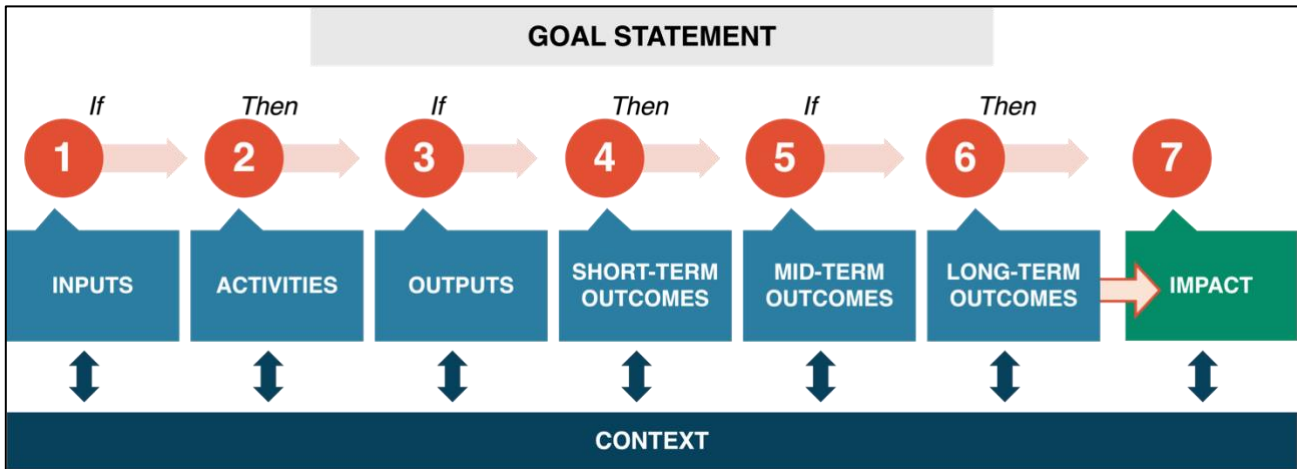 GOAL STATEMENT
If Then If Then If Then
1 2 3 4 5 6 7
INPUTS
ACTIVITIES
OUTPUTS
SHORT-TERM
OUTCOMES
MID-TERM
OUTCOMES
LONG-TERM
OUTCOMES
IMPACT
CONTEXT